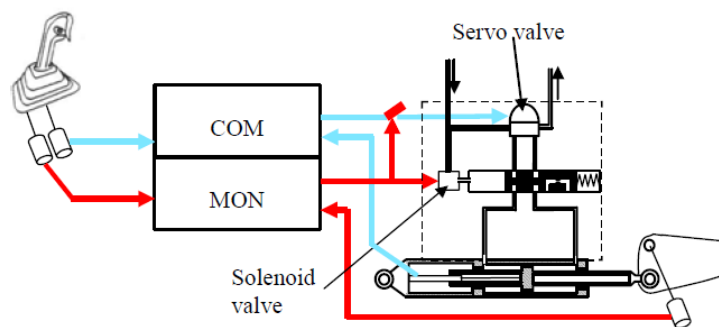 Servo valve
COM
MON
Solenoid
valve